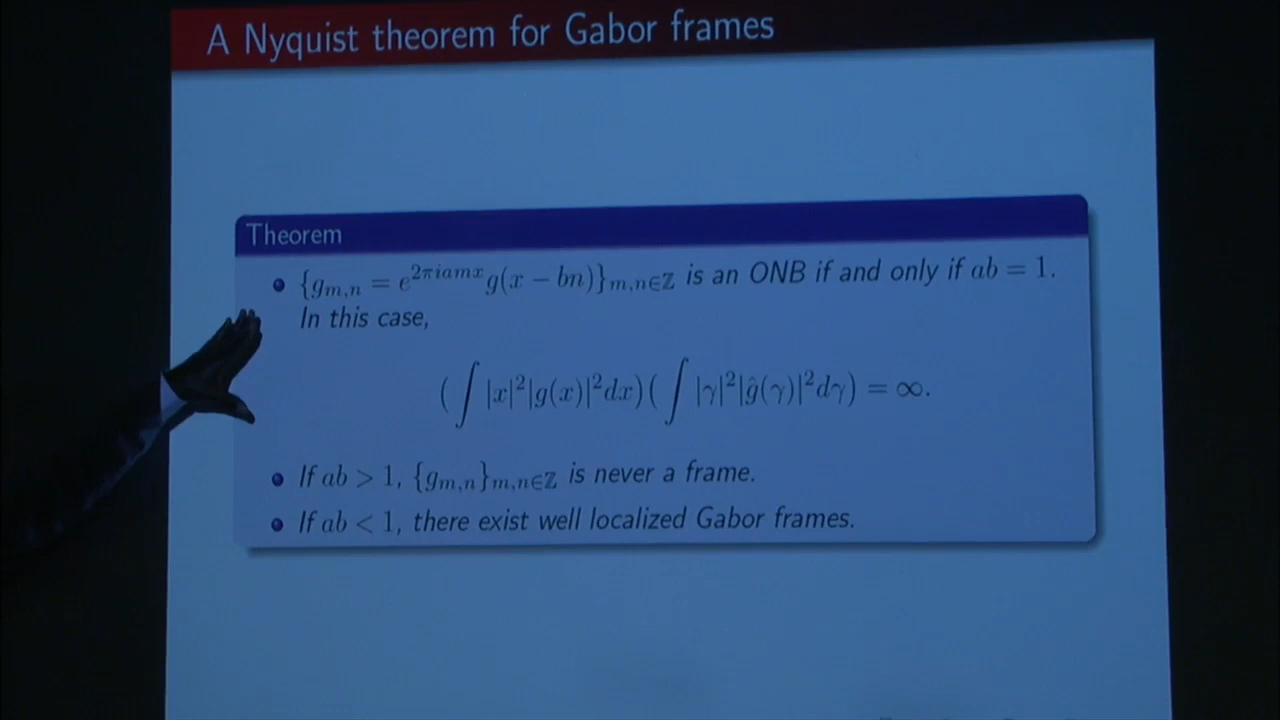 A Nyquist theorem for Gabor frames
Theorem
{g_{m,n} = e^{2πiamx} g(x − bn)}_{m,n∈ℤ} is an ONB if and only if ab = 1.
In this case,
(∫ |x|²|g(x)|²dx)(∫ |γ|²|ĝ(γ)|²dγ) = ∞.
If ab > 1, {g_{m,n}}_{m,n∈ℤ} is never a frame.
If ab < 1, there exist well localized Gabor frames.